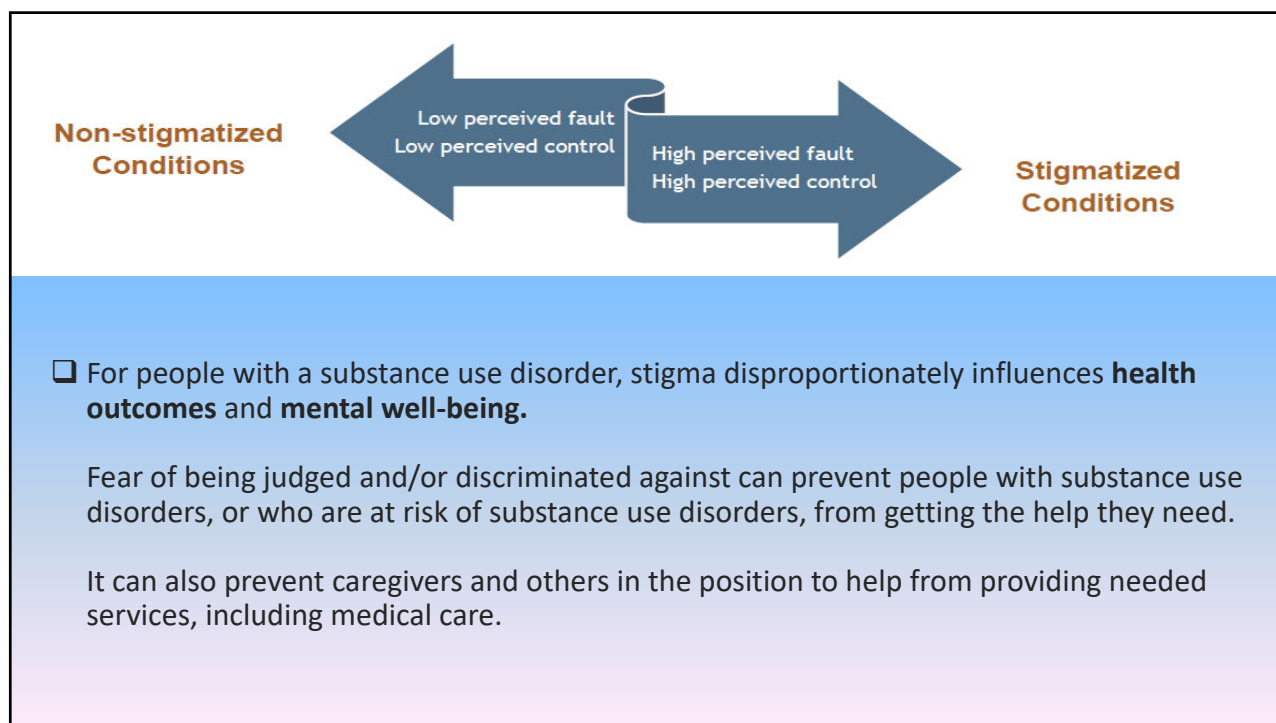 Non-stigmatized
Conditions
Low perceived fault
Low perceived control
High perceived fault
High perceived control
Stigmatized
Conditions
❑ For people with a substance use disorder, stigma disproportionately influences health
outcomes and mental well-being.
Fear of being judged and/or discriminated against can prevent people with substance use
disorders, or who are at risk of substance use disorders, from getting the help they need.
It can also prevent caregivers and others in the position to help from providing needed
services, including medical care.